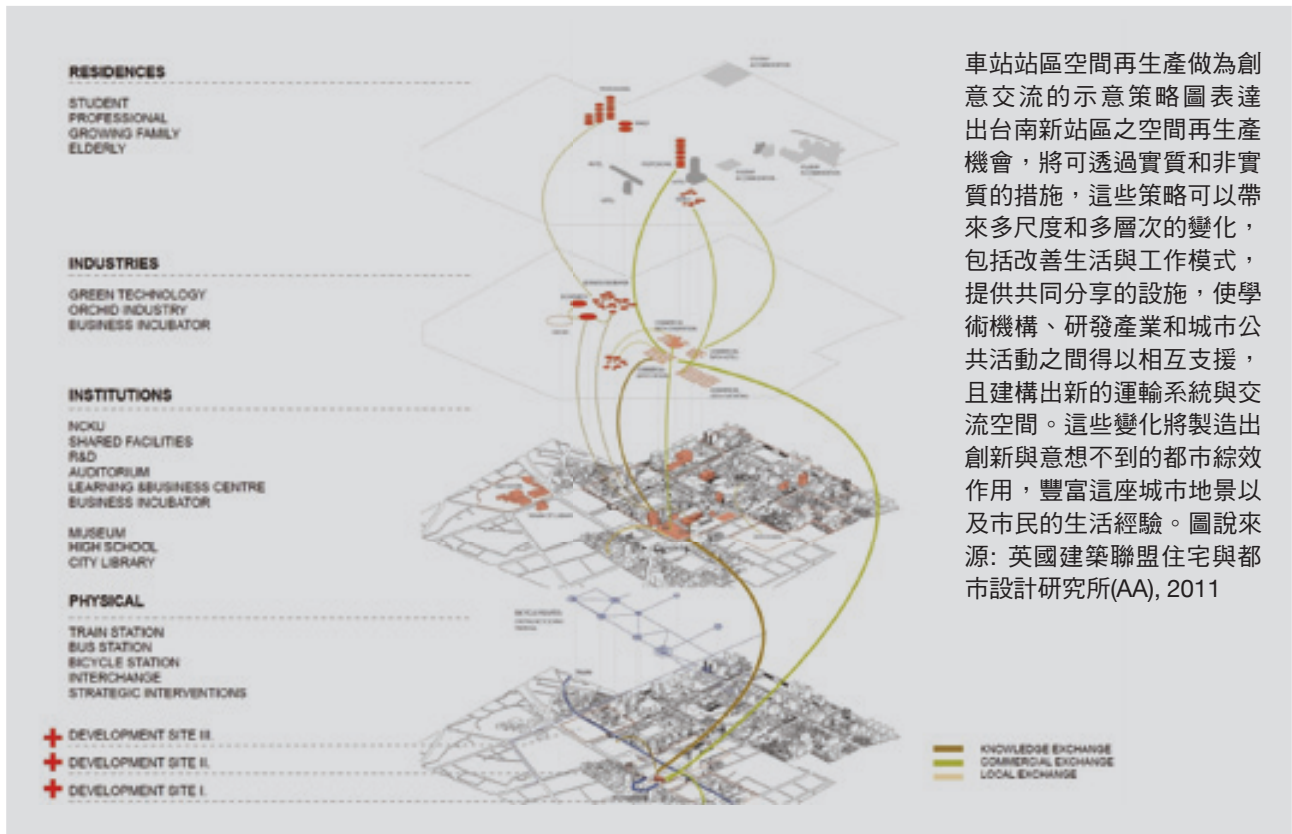 RESIDENCES
STUDENT
PROFESSIONAL
GROWING FAMILY
ELDERLY
INDUSTRIES
GREEN TECHNOLOGY
ORCHID INDUSTRY
BUSINESS INCUBATOR
INSTITUTIONS
NCKU
SHARED FACILITIES
R&D
AUDITORIUM
LEARNING &BUSINESS CENTRE
BUSINESS INCUBATOR
MUSEUM
HIGH SCHOOL
CITY LIBRARY
PHYSICAL
TRAIN STATION
BUS STATION
BICYCLE STATION
INTERCHANGE
STRATEGIC INTERVENTIONS
DEVELOPMENT SITE III.
DEVELOPMENT SITE II.
DEVELOPMENT SITE I.
KNOWLEDGE EXCHANGE
COMMERCIAL EXCHANGE
LOCAL EXCHANGE
車站站區空間再生產做為創
意交流的示意策略圖表達
出台南新站區之空間再生產
機會，將可透過實質和非實
質的措施，這些策略可以帶
來多尺度和多層次的變化，
包括改善生活與工作模式，
提供共同分享的設施，使學
術機構、研發產業和城市公
共活動之間得以相互支援，
且建構出新的運輸系統與交
流空間。這些變化將製造出
創新與意想不到的都市綜效
作用，豐富這座城市地景以
及市民的生活經驗。圖說來
源: 英國建築聯盟住宅與都
市設計研究所(AA), 2011